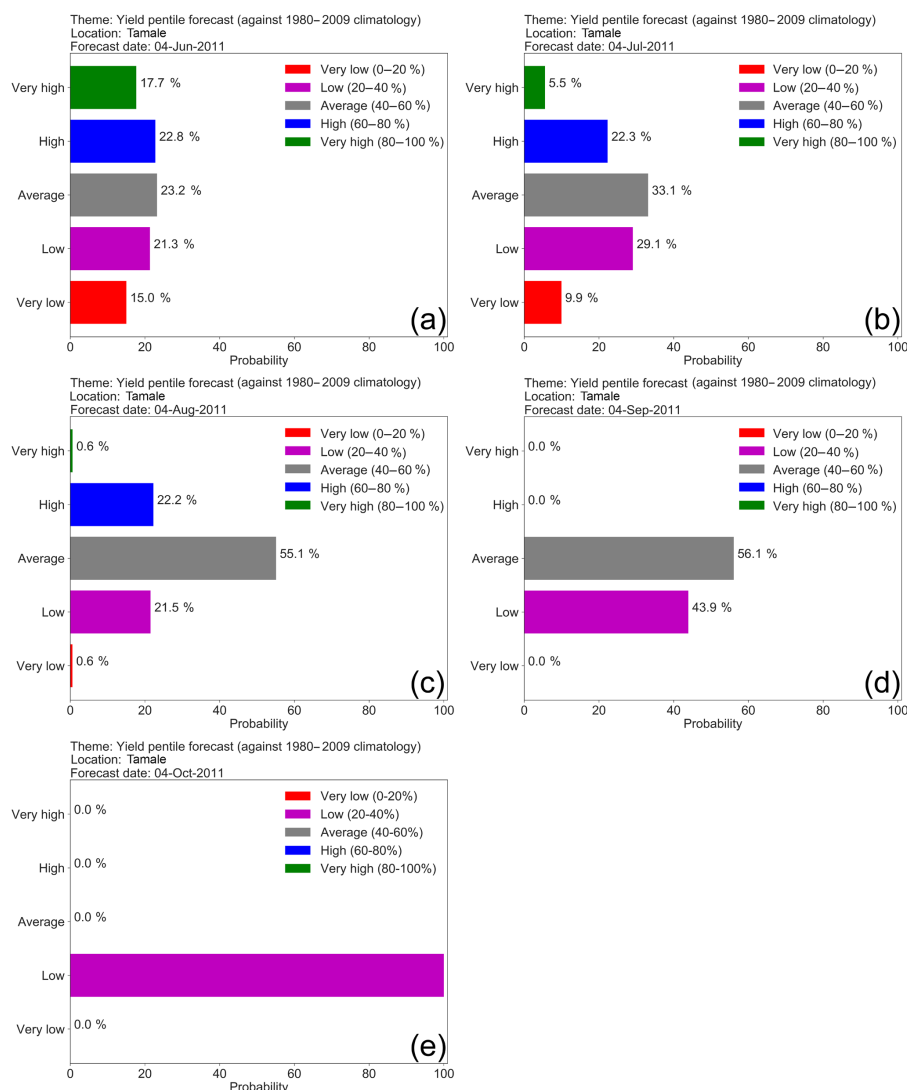 Theme: Yield pentile forecast (against 1980–2009 climatology)
Location: Tamale
Forecast date: 04-Jun-2011
Very high
17.7 %
High
22.8 %
Average
23.2 %
Low
21.3 %
Very low
15.0 %
Very low (0–20 %)
Low (20–40 %)
Average (40–60 %)
High (60–80 %)
Very high (80–100 %)
(a)
0 20 40 60 80 100
Probability
Theme: Yield pentile forecast (against 1980–2009 climatology)
Location: Tamale
Forecast date: 04-Jul-2011
Very high
5.5 %
High
22.3 %
Average
33.1 %
Low
29.1 %
Very low
9.9 %
Very low (0–20 %)
Low (20–40 %)
Average (40–60 %)
High (60–80 %)
Very high (80–100 %)
(b)
0 20 40 60 80 100
Probability
Theme: Yield pentile forecast (against 1980–2009 climatology)
Location: Tamale
Forecast date: 04-Aug-2011
Very high
0.6 %
High
22.2 %
Average
55.1 %
Low
21.5 %
Very low
0.6 %
Very low (0–20 %)
Low (20–40 %)
Average (40–60 %)
High (60–80 %)
Very high (80–100 %)
(c)
0 20 40 60 80 100
Probability
Theme: Yield pentile forecast (against 1980–2009 climatology)
Location: Tamale
Forecast date: 04-Sep-2011
Very high
0.0 %
High
0.0 %
Average
56.1 %
Low
43.9 %
Very low
0.0 %
Very low (0–20 %)
Low (20–40 %)
Average (40–60 %)
High (60–80 %)
Very high (80–100 %)
(d)
0 20 40 60 80 100
Probability
Theme: Yield pentile forecast (against 1980–2009 climatology)
Location: Tamale
Forecast date: 04-Oct-2011
Very high
0.0 %
High
0.0 %
Average
0.0 %
Low
Very low
0.0 %
Very low (0-20%)
Low (20-40%)
Average (40-60%)
High (60-80%)
Very high (80-100%)
(e)
0 20 40 60 80 100
Probability